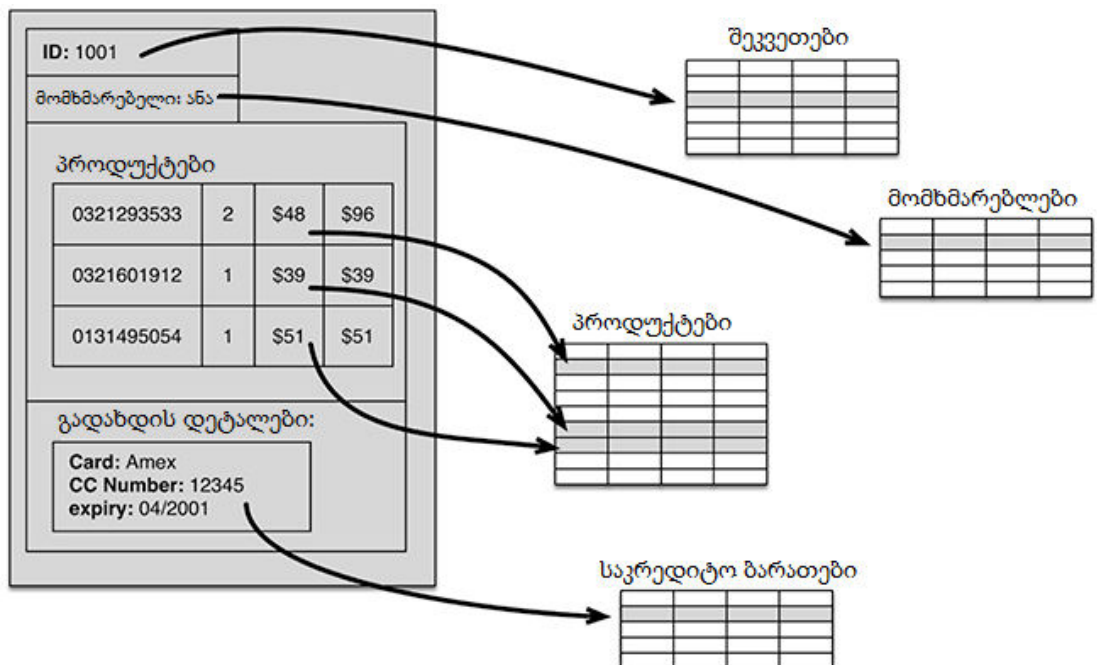 ID: 1001
მომხმარებელი: ანა
პროდუქტები
0321293533 2 $48 $96
0321601912 1 $39 $39
0131495054 1 $51 $51
გადახდის დეტალები:
Card: Amex
CC Number: 12345
expiry: 04/2001
შეკვეთები
მომხმარებლები
პროდუქტები
საკრედიტო ბარათები